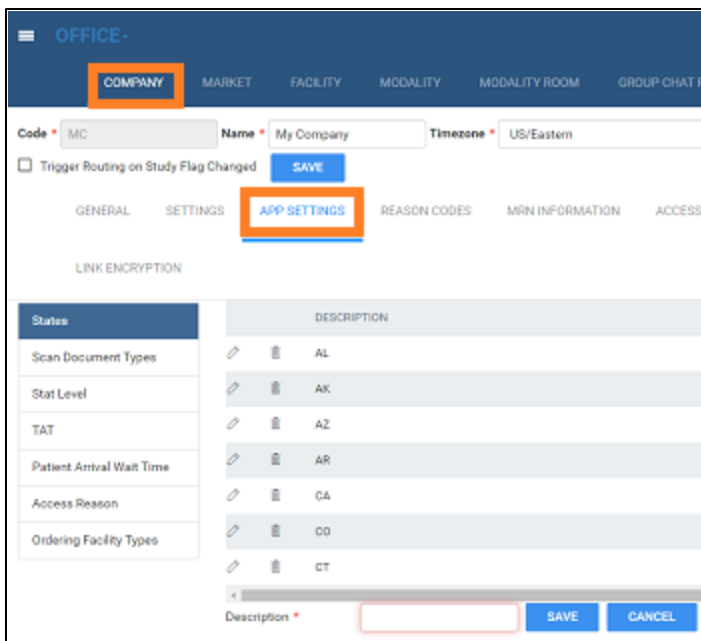 OFFICE-
COMPANY MARKET FACILITY MODALITY MODALITY ROOM GROUP CHAT
Code * MC Name * My Company Timezone * US/Eastern
Trigger Routing on Study Flag Changed SAVE
GENERAL SETTINGS APP SETTINGS REASON CODES MRN INFORMATION ACCESS
LINK ENCRYPTION
States DESCRIPTION
Scan Document Types AL
Stat Level AK
TAT AZ
Patient Arrival Wait Time AR
Access Reason CA
Ordering Facility Types CO
CT
Description * SAVE CANCEL